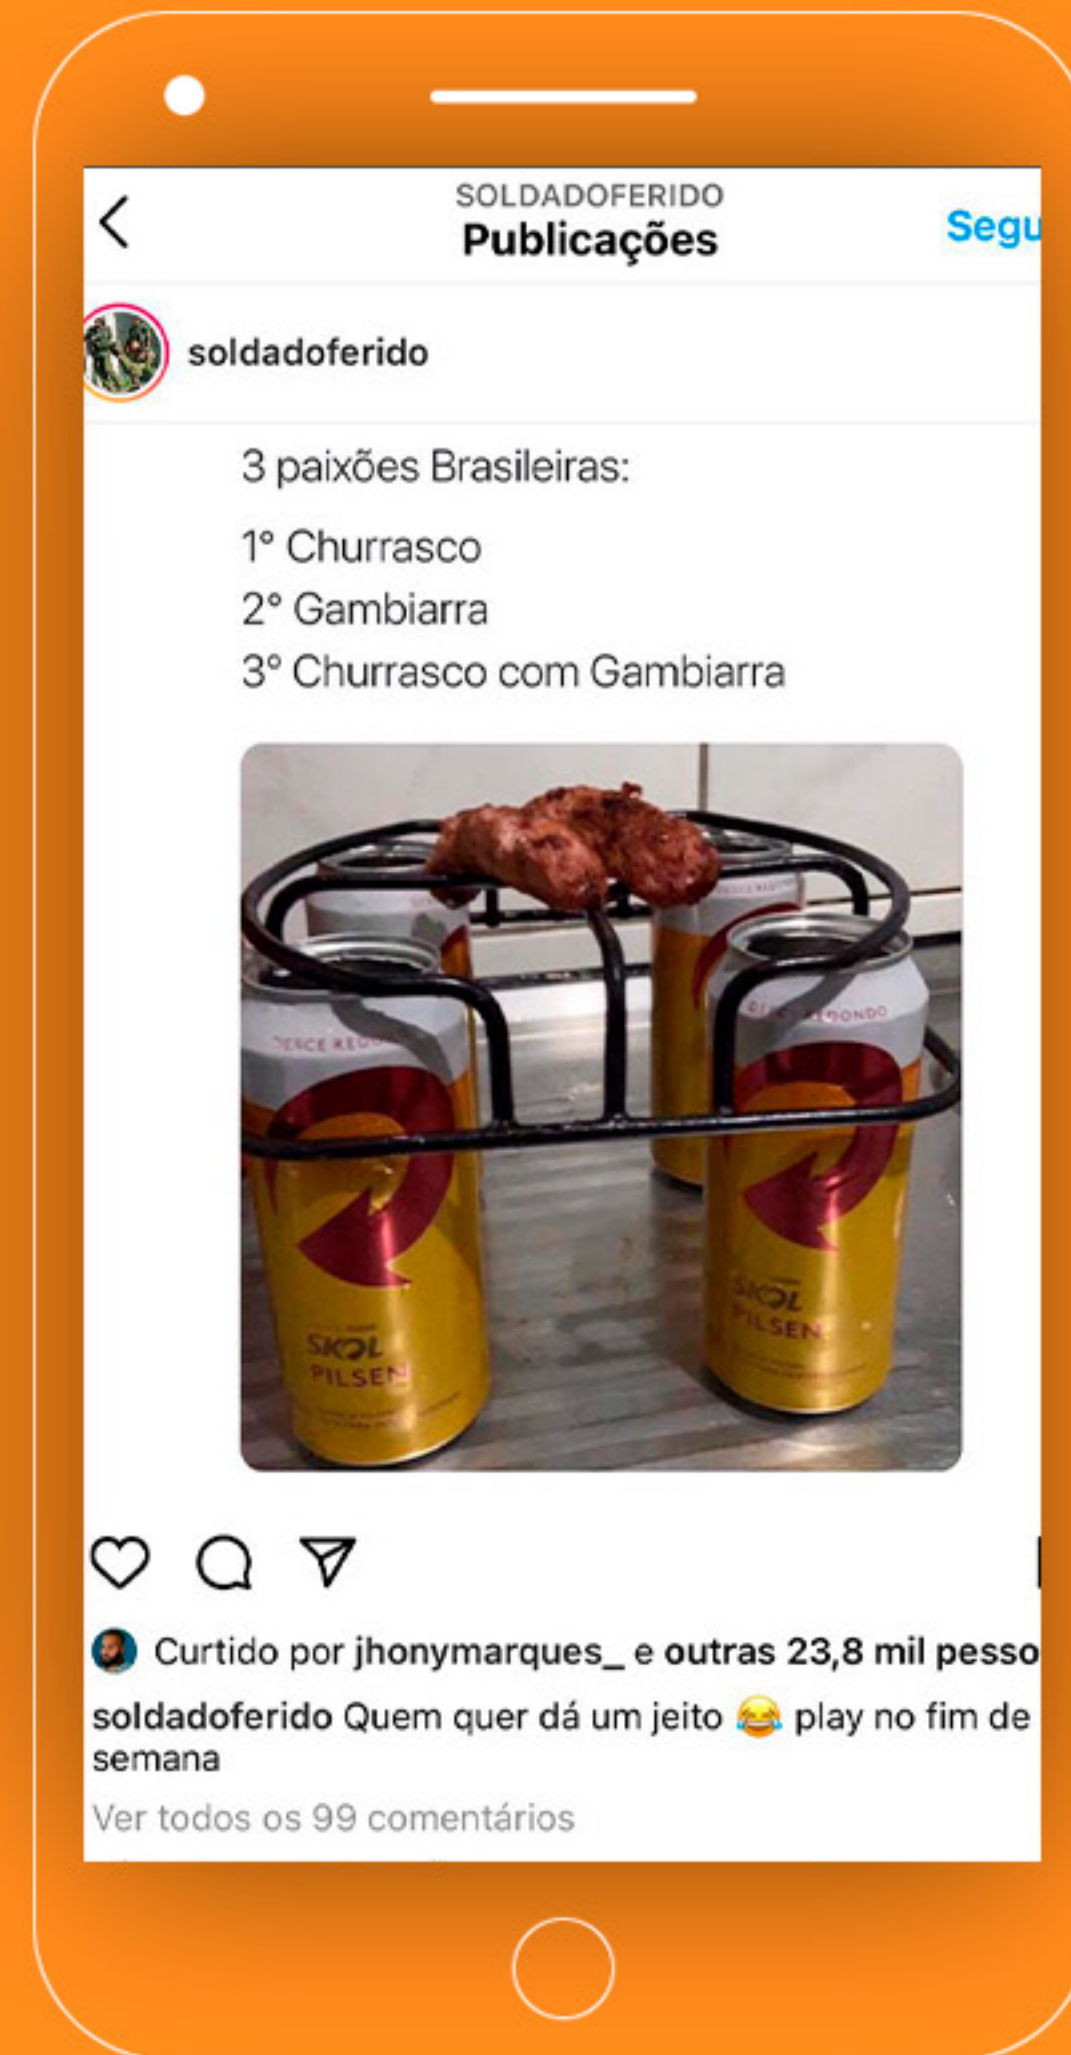 SOLDADOFERIDO
Publicações
Segu
soldadoferido
3 paixões Brasileiras:
1° Churrasco
2° Gambiarra
3° Churrasco com Gambiarra
DESCE REDONDO
SKOL
PILSEN
SKOL
PILSEN
Curtido por jhonymarques_ e outras 23,8 mil pesso
soldadoferido Quem quer dá um jeito 😂 play no fim de
semana
Ver todos os 99 comentários